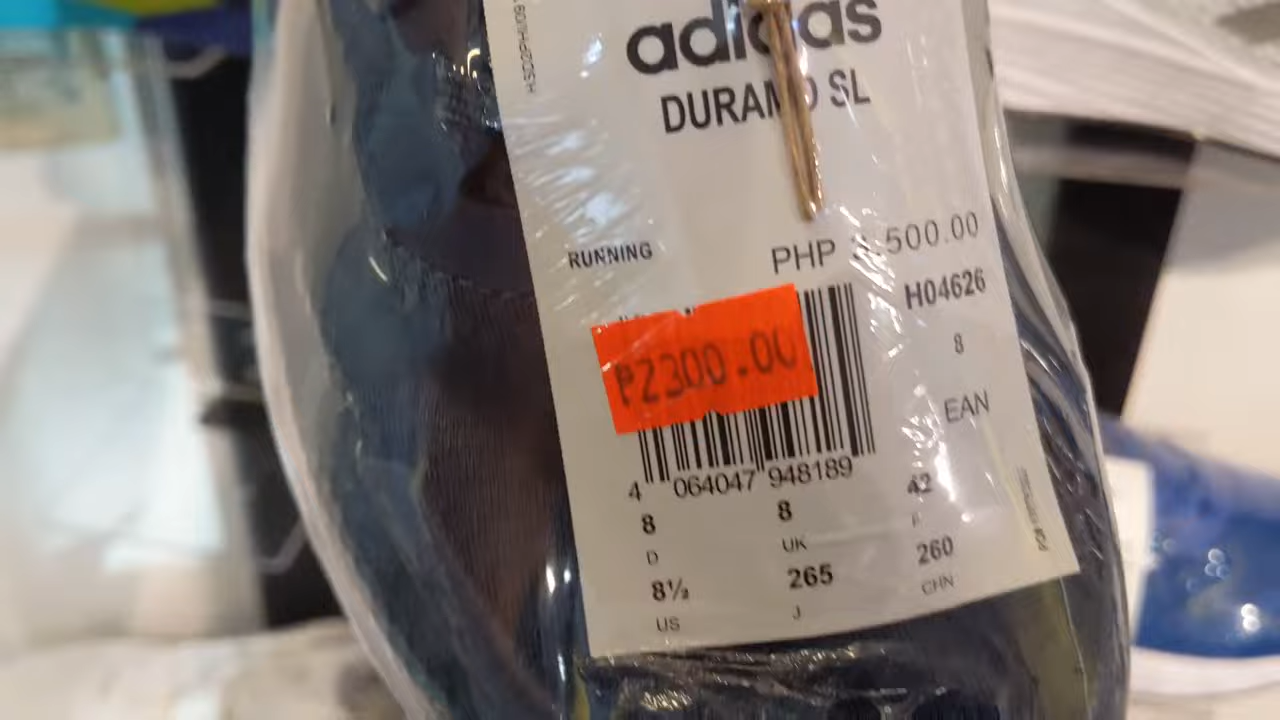 adidas
DURAMO SL
RUNNING
PHP 500.00
H04626
8
₱2300.00
EAN
4 064047 948189
8 8 42
D UK F
8½ 265 260
US J CHN